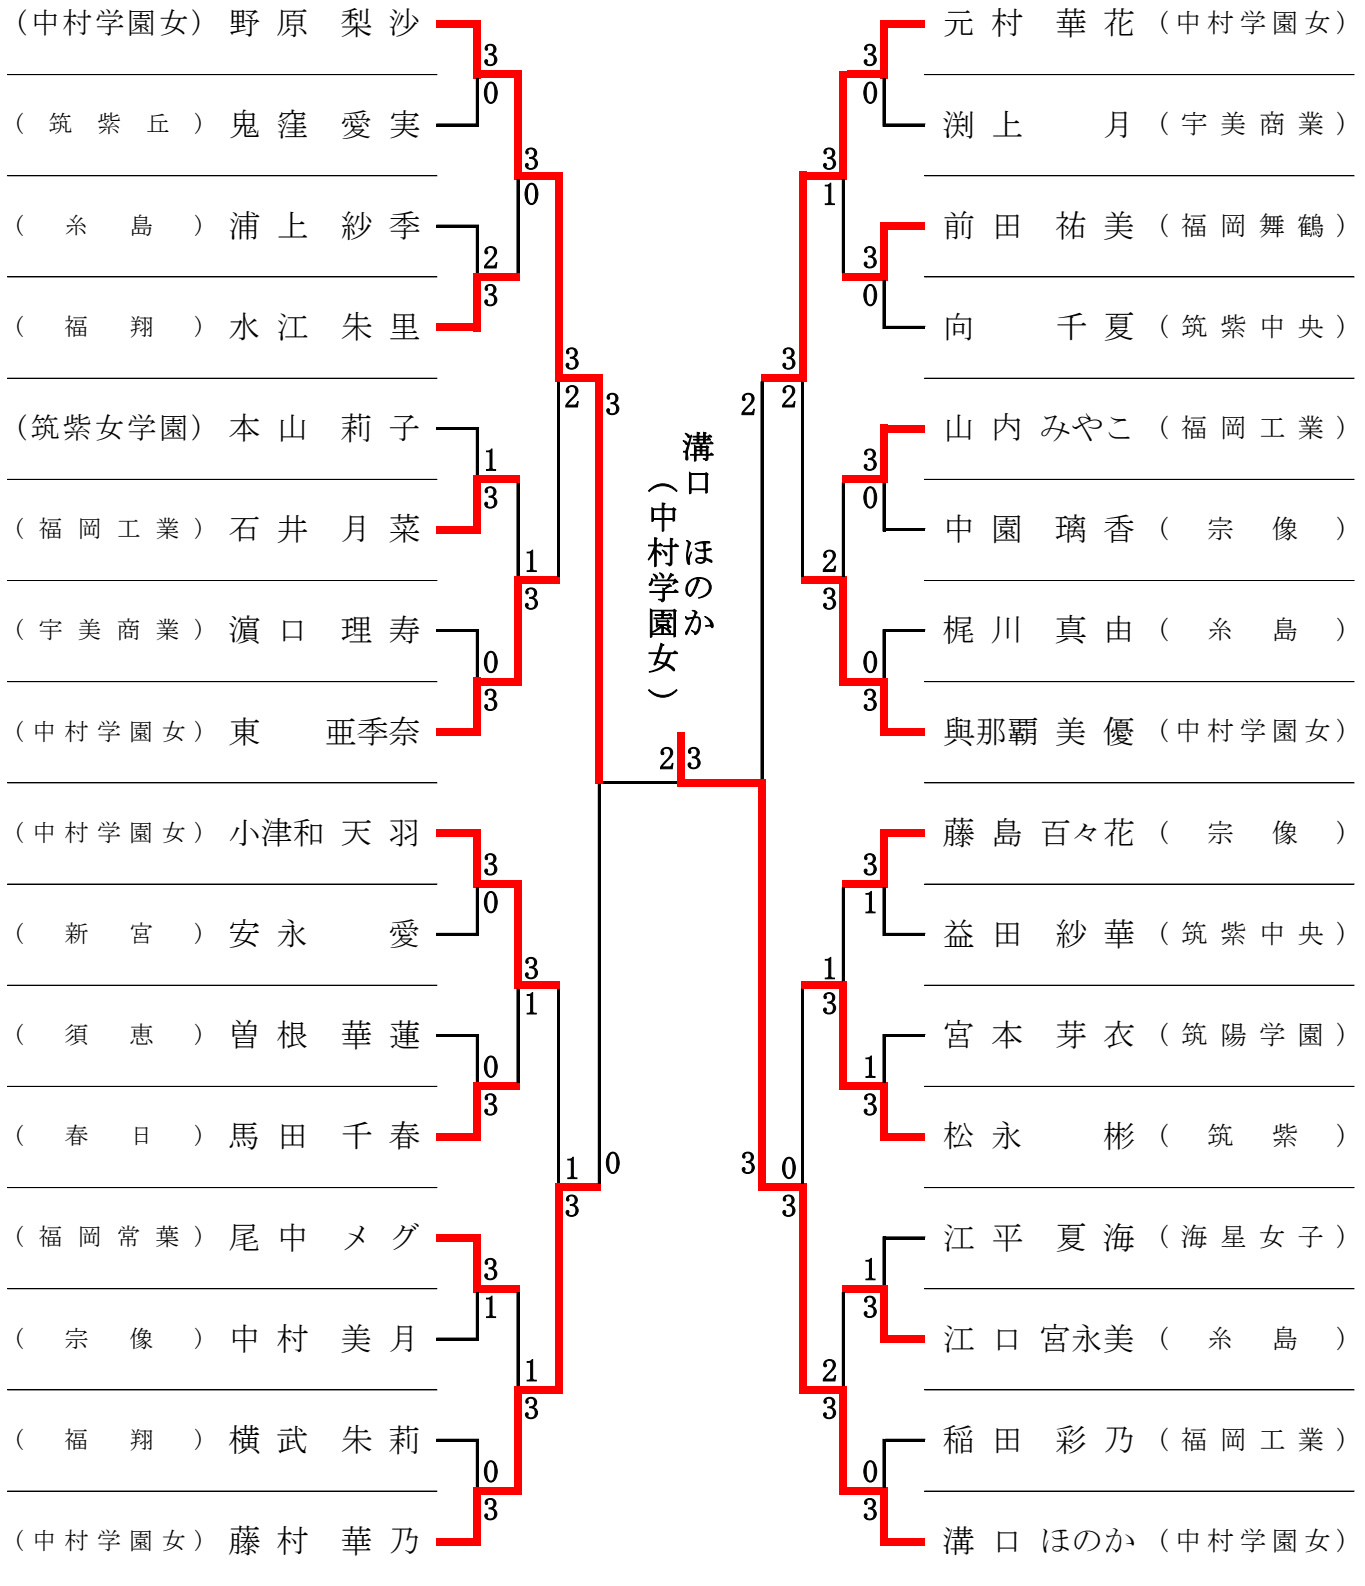 (中村学園女) 野原 梨沙
3
0
(筑紫丘) 鬼窪 愛実
3
0
(糸島) 浦上 紗季
2
3
(福翔) 水江 朱里
3
2
3
(筑紫女学園) 本山 莉子
1
3
(福岡工業) 石井 月菜
1
3
(宇美商業) 濵口 理寿
0
3
(中村学園女) 東 亜季奈
(中村学園女) 小津和 天羽
3
0
(新宮) 安永 愛
3
1
(須恵) 曽根 華蓮
0
3
(春日) 馬田 千春
1
3
0
(福岡常葉) 尾中 メグ
3
1
(宗像) 中村 美月
1
3
(福翔) 横武 朱莉
0
3
(中村学園女) 藤村 華乃
溝口 ほのか
(中村学園女)
2 3
元村 華花 (中村学園女)
3
0
渕上 月 (宇美商業)
3
1
前田 祐美 (福岡舞鶴)
3
0
向 千夏 (筑紫中央)
3
2
2
山内 みやこ (福岡工業)
3
0
中園 璃香 (宗像)
2
3
梶川 真由 (糸島)
0
3
與那覇 美優 (中村学園女)
藤島 百々花 (宗像)
3
1
益田 紗華 (筑紫中央)
1
3
宮本 芽衣 (筑陽学園)
1
3
松永 彬 (筑紫)
3
0
3
江平 夏海 (海星女子)
1
3
江口 宮永美 (糸島)
2
3
稲田 彩乃 (福岡工業)
0
3
溝口 ほのか (中村学園女)